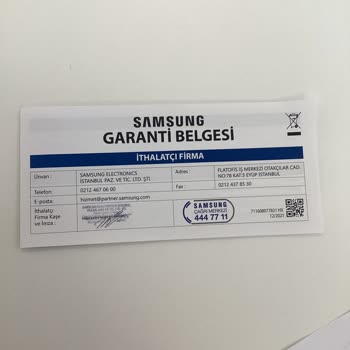 SAMSUNG
GARANTİ BELGESİ
İTHALATÇI FİRMA
Unvan :
SAMSUNG ELECTRONICS
İSTANBUL PAZ. VE TİC. LTD. ŞTİ.
Adres :
FLATOFİS İŞ MERKEZİ OTAKÇILAR CAD.
NO:78 KAT:3 EYÜP İSTANBUL
Telefon:
0212 467 06 00
Fax :
0212 437 85 30
E-posta:
hizmet@partner.samsung.com
İthalatçı
Firma Kaşe
ve İmza :
SAMSUNG
ÇAĞRI MERKEZİ
444 77 11
12/2021